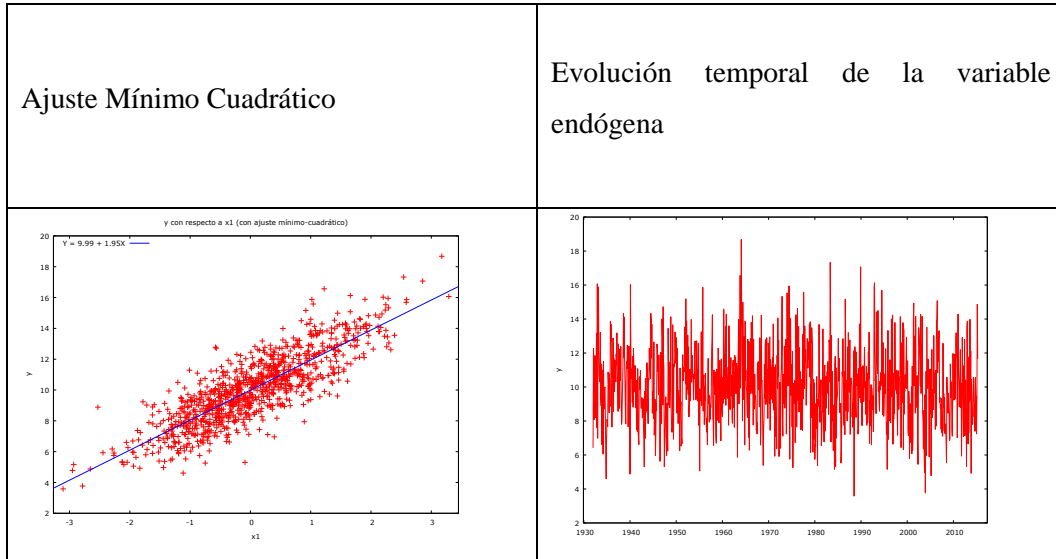 Ajuste Mínimo Cuadrático
Evolución temporal de la variable
endógena
y con respecto a x1 (con ajuste mínimo-cuadrático)
Y = 9.99 + 1.95X
20
18
16
14
12
10
8
6
4
2
y
-3 -2 -1 0 1 2 3
x1
20
18
16
14
12
10
8
6
4
2
y
1930 1940 1950 1960 1970 1980 1990 2000 2010